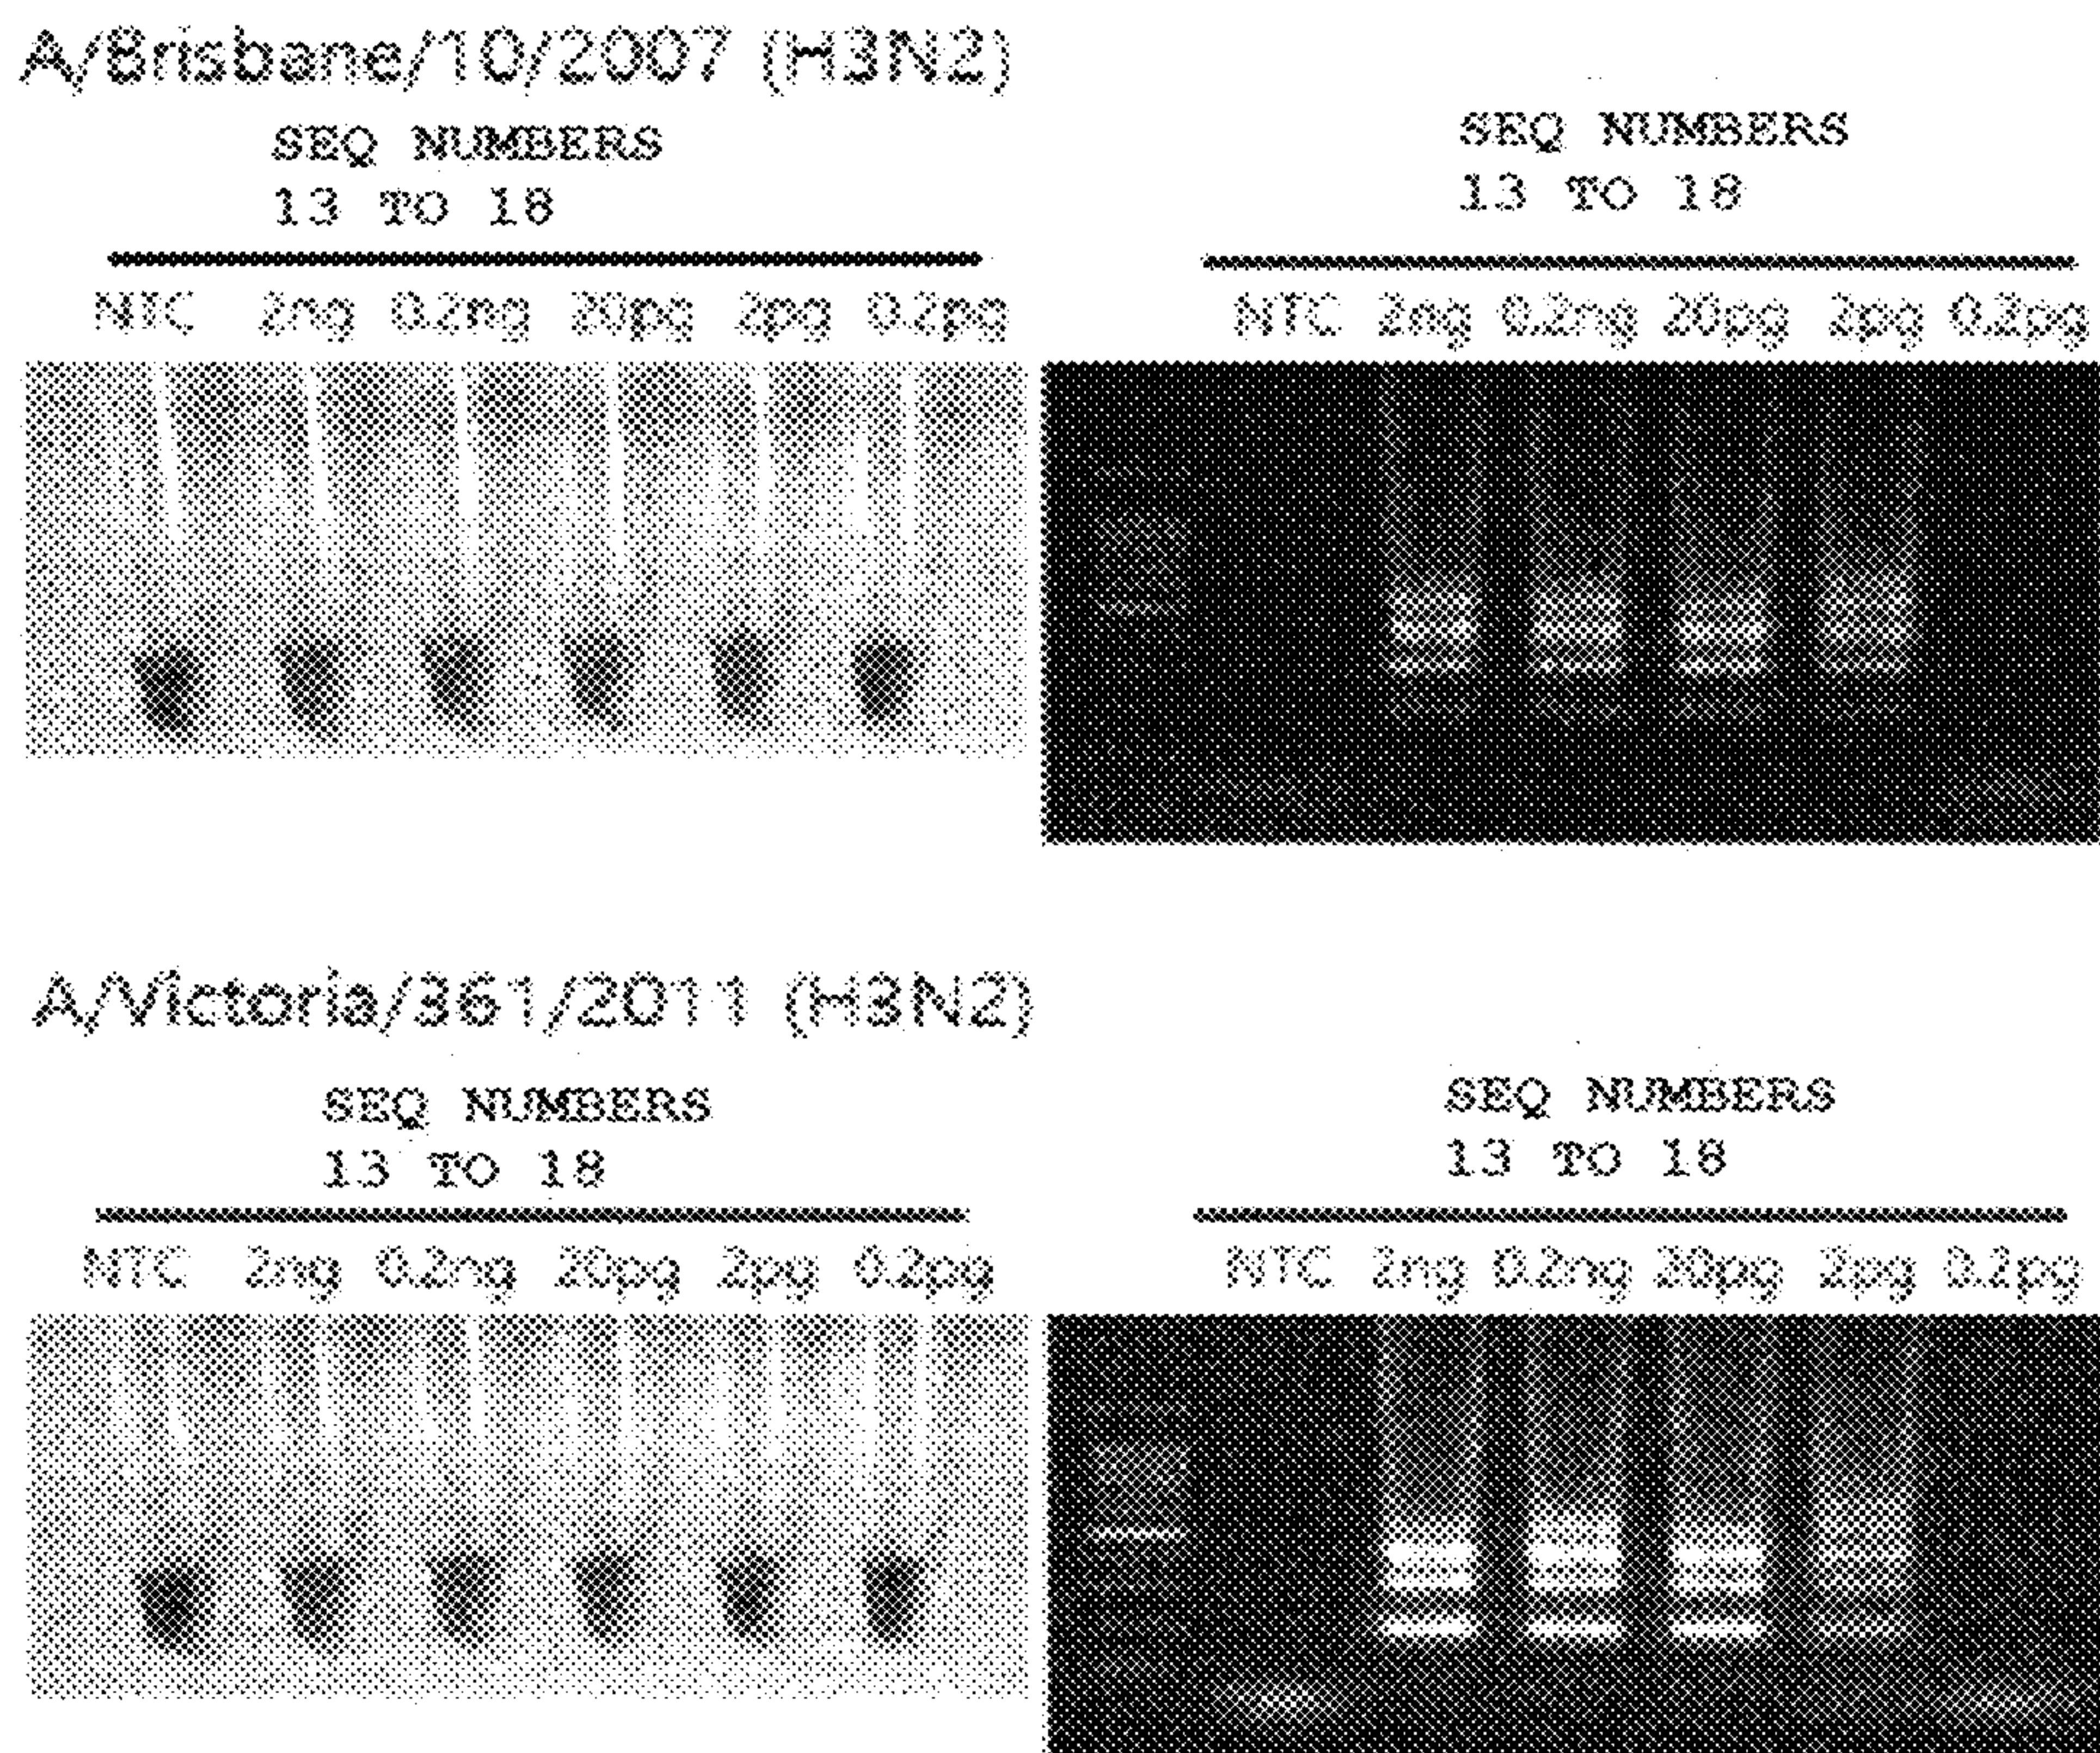 A/Brisbane/10/2007 (H3N2)
SEQ NUMBERS
13 TO 18
NTC 2ng 0.2ng 20pg 2pg 0.2pg
SEQ NUMBERS
13 TO 18
NTC 2ng 0.2ng 20pg 2pg 0.2pg
A/Victoria/361/2011 (H3N2)
SEQ NUMBERS
13 TO 18
NTC 2ng 0.2ng 20pg 2pg 0.2pg
SEQ NUMBERS
13 TO 18
NTC 2ng 0.2ng 20pg 2pg 0.2pg